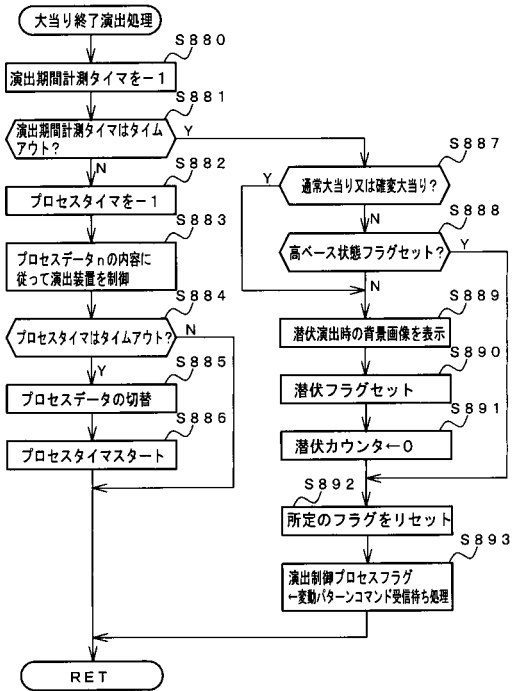 大当り終了演出処理
S880
演出期間計測タイマを−1
S881
演出期間計測タイマはタイム
アウト?
Y
N
S882
プロセスタイマを−1
S883
プロセスデータnの内容に
従って演出装置を制御
S884
プロセスタイマはタイムアウト?
N
Y
S885
プロセスデータの切替
S886
プロセスタイマスタート
S887
通常大当り又は確変大当り?
Y
N
S888
高ベース状態フラグセット?
Y
N
S889
潜伏演出時の背景画像を表示
S890
潜伏フラグセット
S891
潜伏カウンタ←0
S892
所定のフラグをリセット
S893
演出制御プロセスフラグ
←変動パターンコマンド受信待ち処理
RET